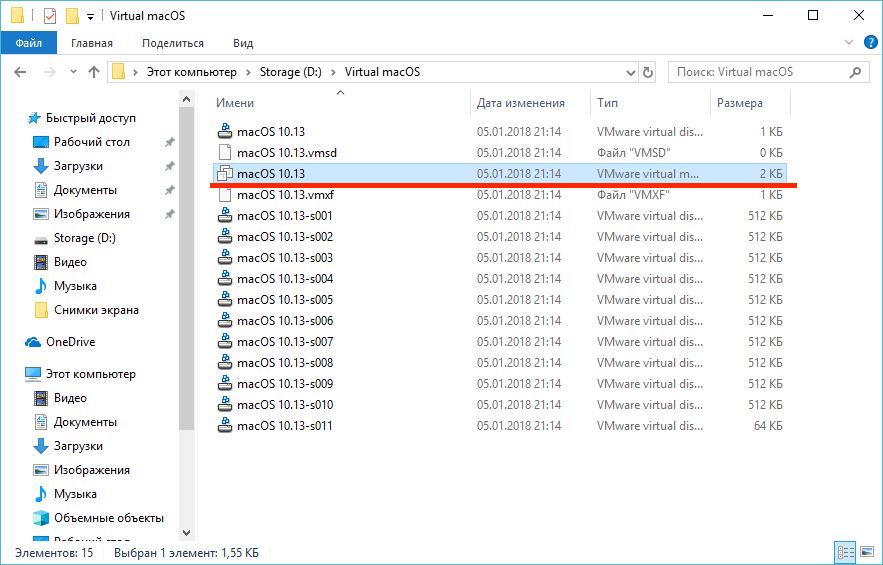 Virtual macOS
Файл Главная Поделиться Вид
Этот компьютер Storage (D:) Virtual macOS Поиск: Virtual macOS
Имени Дата изменения Тип Размера
Быстрый доступ
Рабочий стол
Загрузки
Документы
Изображения
Storage (D:)
Видео
Музыка
Снимки экрана
OneDrive
Этот компьютер
Видео
Документы
Загрузки
Изображения
Музыка
Объемные объекты
Рабочий стол
macOS 10.13 05.01.2018 21:14 VMware virtual dis... 1 КБ
macOS 10.13.vmsd 05.01.2018 21:14 Файл "VMSD" 0 КБ
macOS 10.13 05.01.2018 21:14 VMware virtual m... 2 КБ
macOS 10.13.vmxf 05.01.2018 21:14 Файл "VMXF" 1 КБ
macOS 10.13-s001 05.01.2018 21:14 VMware virtual dis... 512 КБ
macOS 10.13-s002 05.01.2018 21:14 VMware virtual dis... 512 КБ
macOS 10.13-s003 05.01.2018 21:14 VMware virtual dis... 512 КБ
macOS 10.13-s004 05.01.2018 21:14 VMware virtual dis... 512 КБ
macOS 10.13-s005 05.01.2018 21:14 VMware virtual dis... 512 КБ
macOS 10.13-s006 05.01.2018 21:14 VMware virtual dis... 512 КБ
macOS 10.13-s007 05.01.2018 21:14 VMware virtual dis... 512 КБ
macOS 10.13-s008 05.01.2018 21:14 VMware virtual dis... 512 КБ
macOS 10.13-s009 05.01.2018 21:14 VMware virtual dis... 512 КБ
macOS 10.13-s010 05.01.2018 21:14 VMware virtual dis... 512 КБ
macOS 10.13-s011 05.01.2018 21:14 VMware virtual dis... 64 КБ
Элементов: 15 Выбран 1 элемент: 1,55 КБ